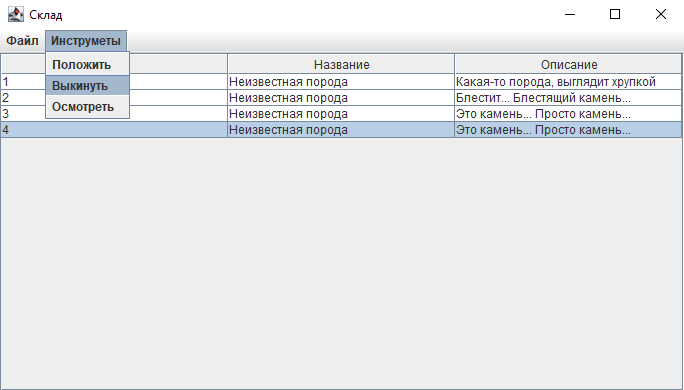 Склад
Файл Инструметы
Название Описание
Положить
Выкинуть
Осмотреть
1 Неизвестная порода Какая-то порода, выглядит хрупкой
2 Неизвестная порода Блестит... Блестящий камень...
3 Неизвестная порода Это камень... Просто камень...
4 Неизвестная порода Это камень... Просто камень...